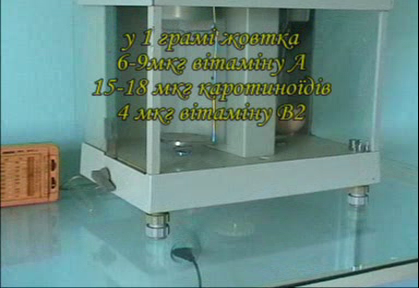 у 1 грамі жовтка
6-9мкг вітаміну А
15-18 мкг каротиноїдів
4 мкг вітаміну В2